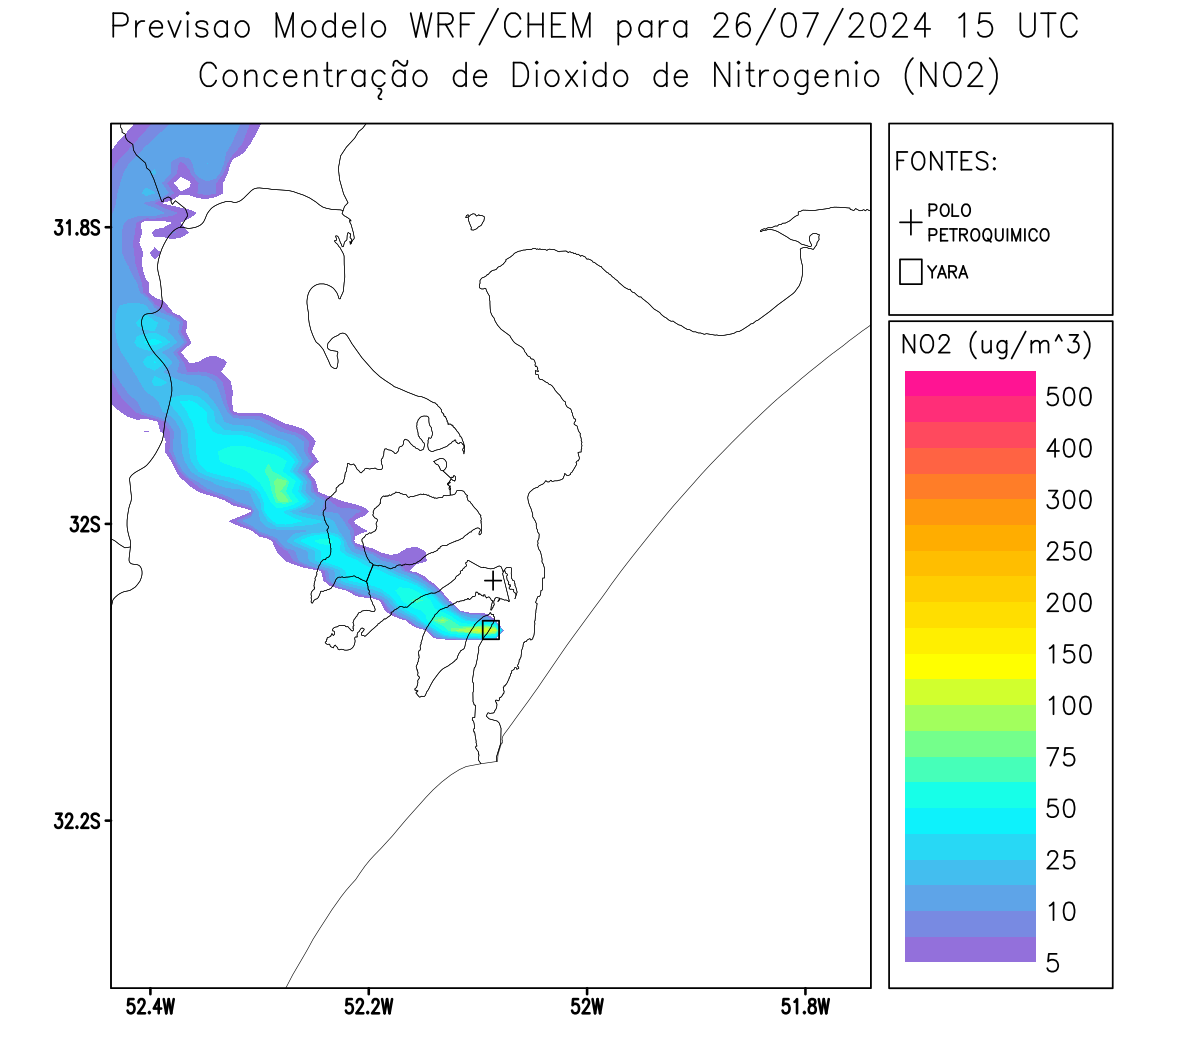 Previsao Modelo WRF/CHEM para 26/07/2024 15 UTC
Concentração de Dioxido de Nitrogenio (NO2)
FONTES:
POLO
PETROQUIMICO
YARA
NO2 (ug/m^3)
500
400
300
250
200
150
100
75
50
25
10
5
31.8S
32S
32.2S
52.4W
52.2W
52W
51.8W